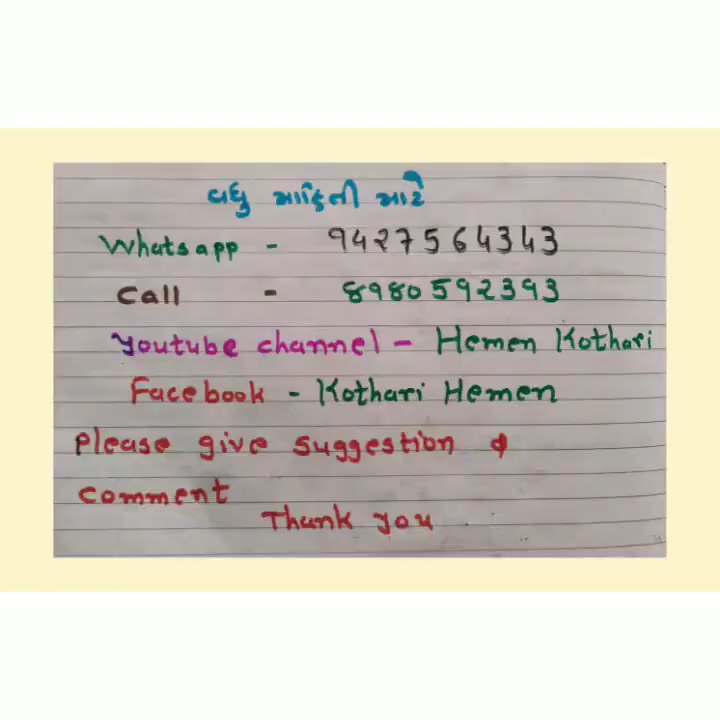 વધુ માહિતી માટે
Whatsapp - 9427564343
Call - 8980592393
Youtube channel - Hemen Kothari
Facebook - Kothari Hemen
Please give suggestion &
comment
Thank you